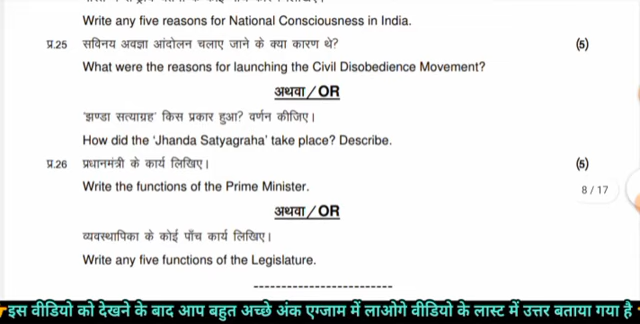 Write any five reasons for National Consciousness in India.
प्र.25 सविनय अवज्ञा आंदोलन चलाए जाने के क्या कारण थे? (5)
What were the reasons for launching the Civil Disobedience Movement?
अथवा / OR
'झण्डा सत्याग्रह' किस प्रकार हुआ? वर्णन कीजिए।
How did the 'Jhanda Satyagraha' take place? Describe.
प्र.26 प्रधानमंत्री के कार्य लिखिए। (5)
Write the functions of the Prime Minister.
8 / 17
अथवा / OR
व्यवस्थापिका के कोई पाँच कार्य लिखिए।
Write any five functions of the Legislature.
इस वीडियो को देखने के बाद आप बहुत अच्छे अंक एग्जाम में लाओगे वीडियो के लास्ट में उत्तर बताया गया है